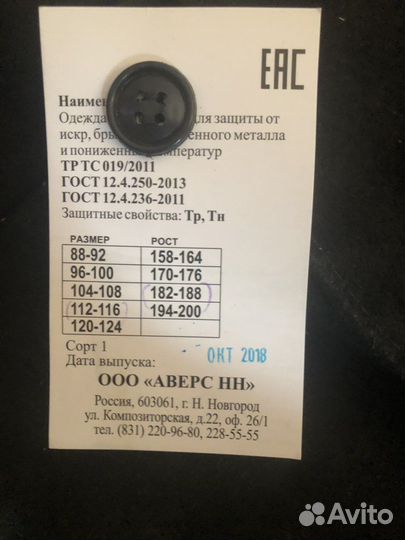 ЕАС
Наимен
Одежда для защиты от
искр, бры енного металла
и пониженны ператур
ТР ТС 019/2011
ГОСТ 12.4.250-2013
ГОСТ 12.4.236-2011
Защитные свойства: Тр, Тн
РАЗМЕР РОСТ
88-92 158-164
96-100 170-176
104-108 182-188
112-116 194-200
120-124
Сорт 1
Дата выпуска: ОКТ 2018
ООО «АВЕРС НН»
Россия, 603061, г. Н. Новгород
ул. Композиторская, д.22, оф. 26/1
тел. (831) 220-96-80, 228-55-55
Avito